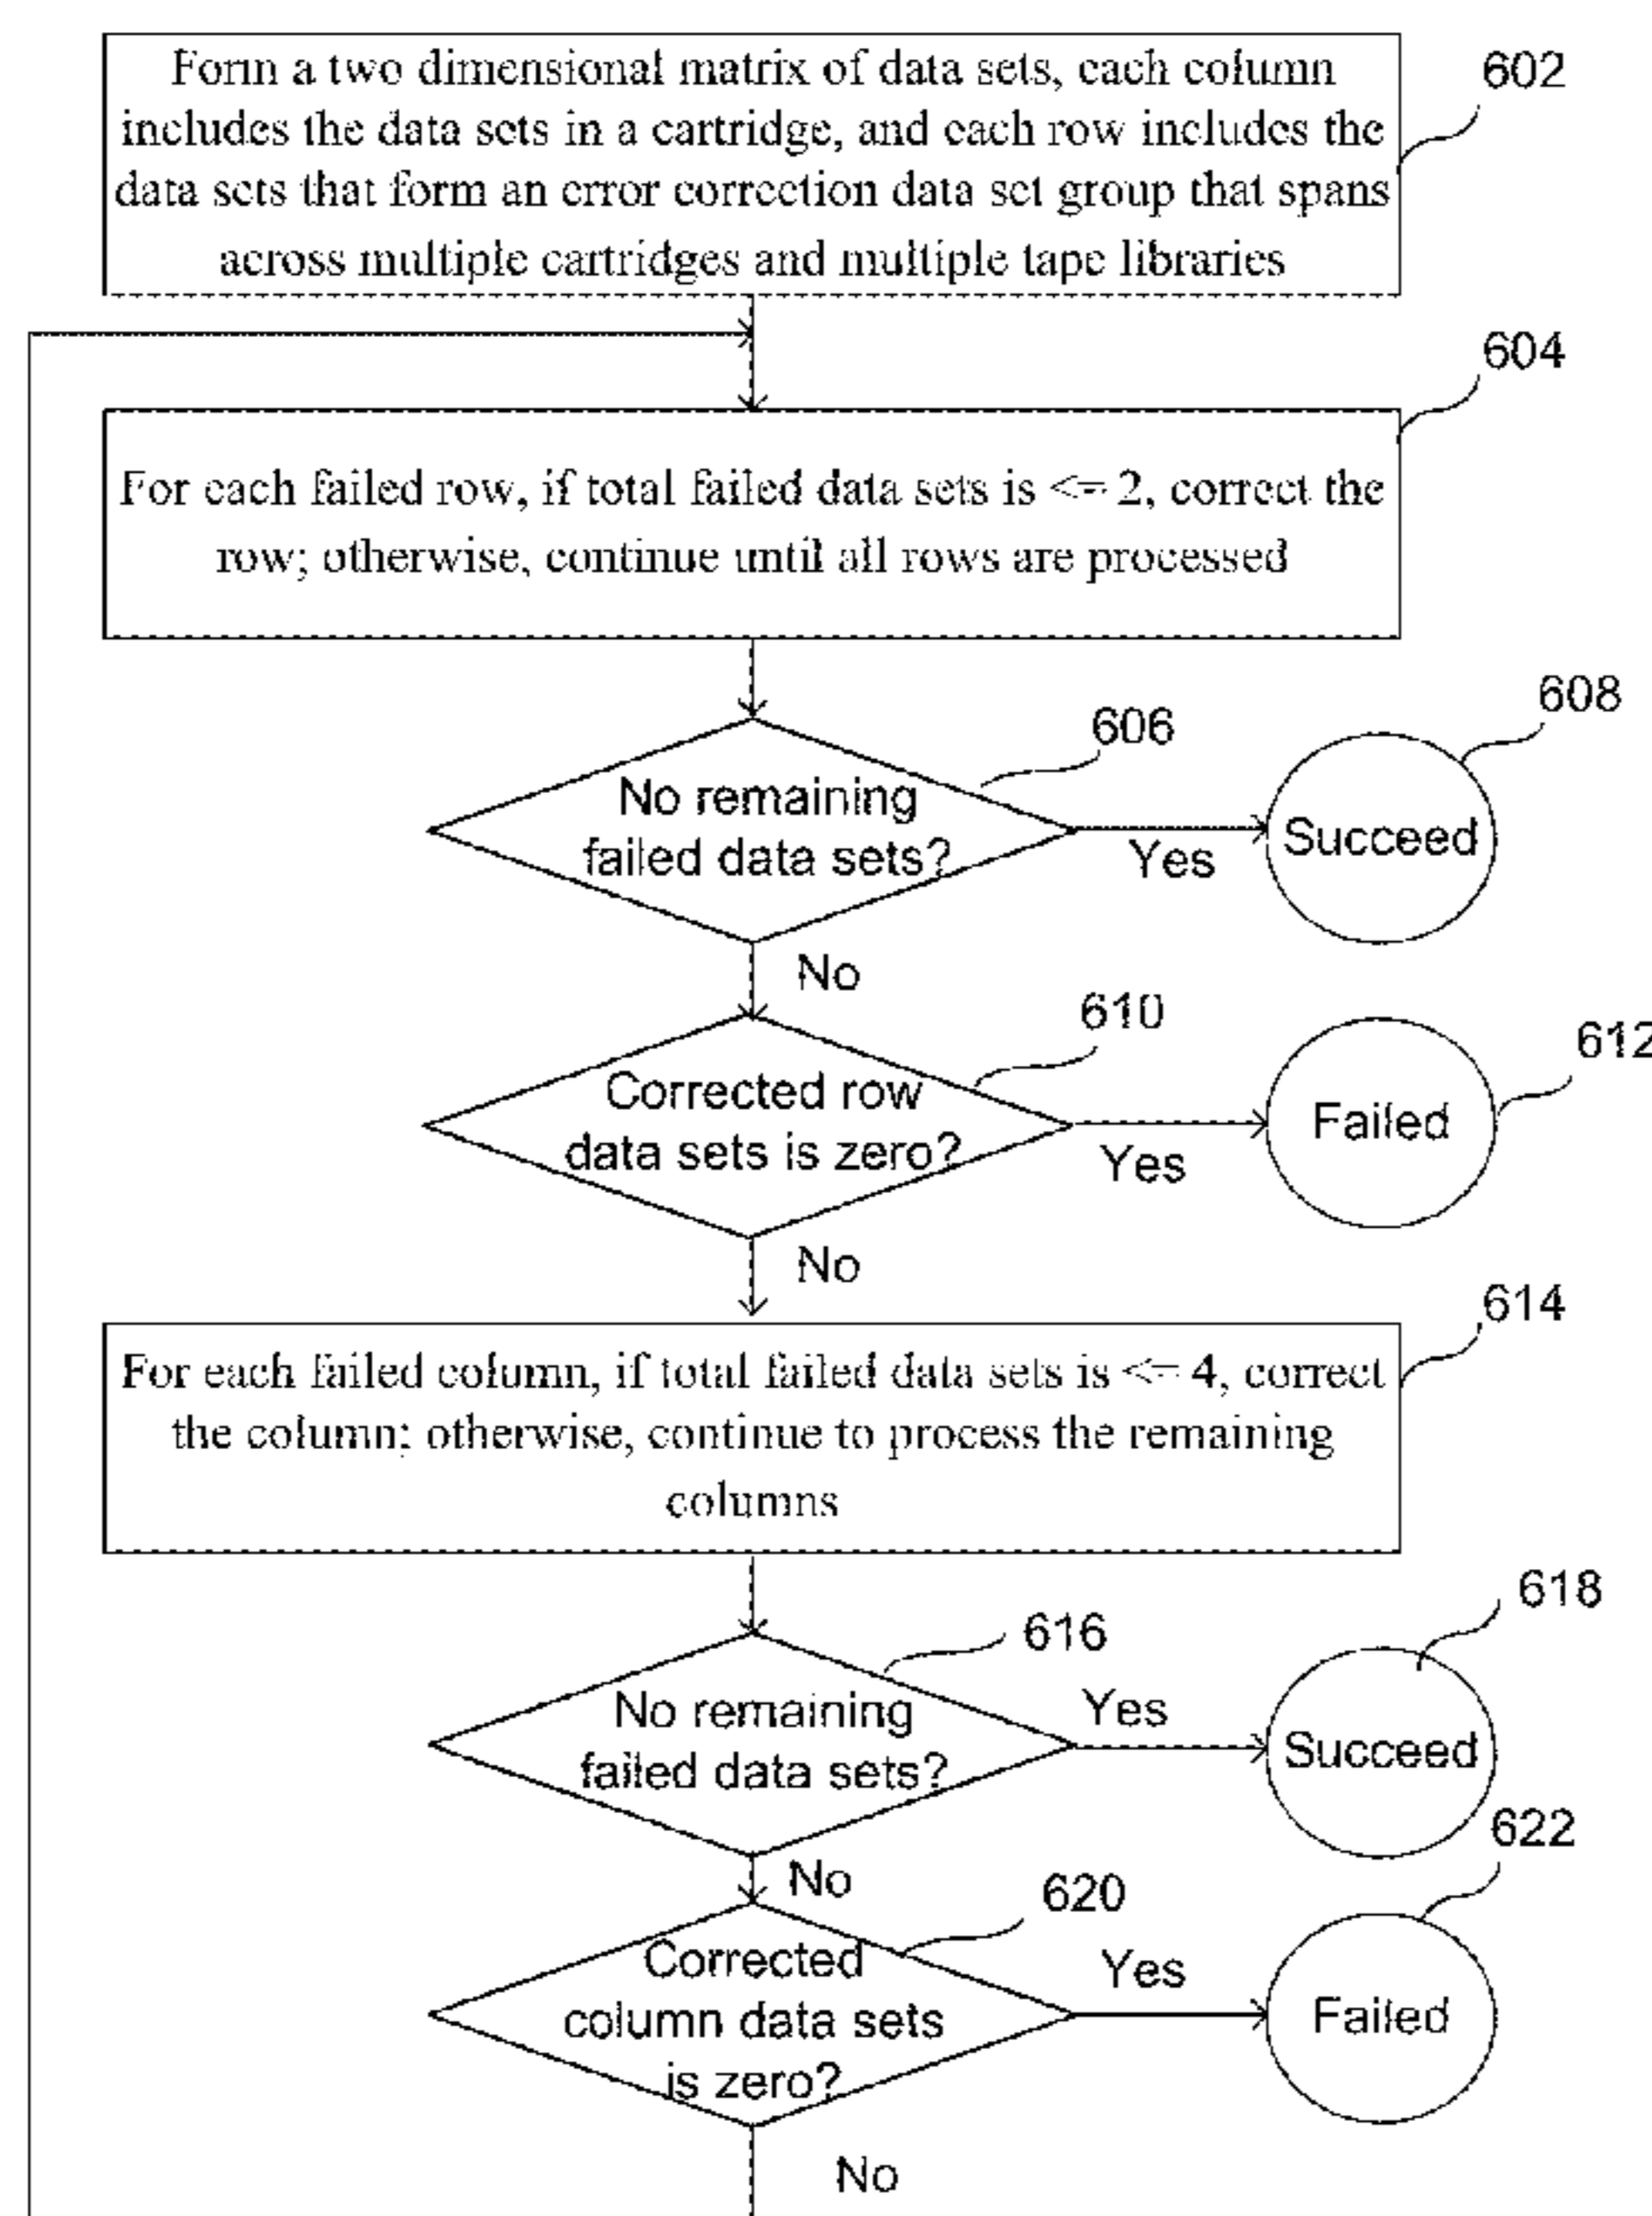 Form a two dimensional matrix of data sets, each column
includes the data sets in a cartridge, and each row includes the
data sets that form an error correction data set group that spans
across multiple cartridges and multiple tape libraries
602
604
For each failed row, if total failed data sets is <= 2, correct the
row; otherwise, continue until all rows are processed
606
608
No remaining
failed data sets?
Yes
Succeed
No
610
612
Corrected row
data sets is zero?
Yes
Failed
No
614
For each failed column, if total failed data sets is <= 4, correct
the column; otherwise, continue to process the remaining
columns
616
618
No remaining
failed data sets?
Yes
Succeed
No
620
622
Corrected
column data sets
is zero?
Yes
Failed
No